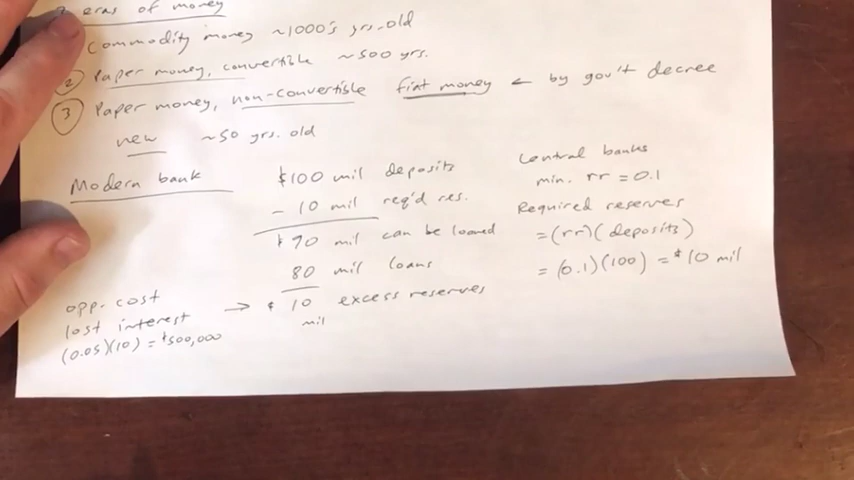 eras of money
Commodity money ~1000's yrs. old
② Paper money, convertible ~500 yrs.
③ Paper money, non-convertible fiat money ← by gov't decree
new ~50 yrs. old
Modern bank
$100 mil deposits
- 10 mil req'd res.
$90 mil can be loaned
80 mil loans
→ $10 excess reserves
mil
opp. cost
lost interest
(0.05)(10) = $500,000
Central banks
min. rr = 0.1
Required reserves
= (rr)(deposits)
= (0.1)(100) = $10 mil